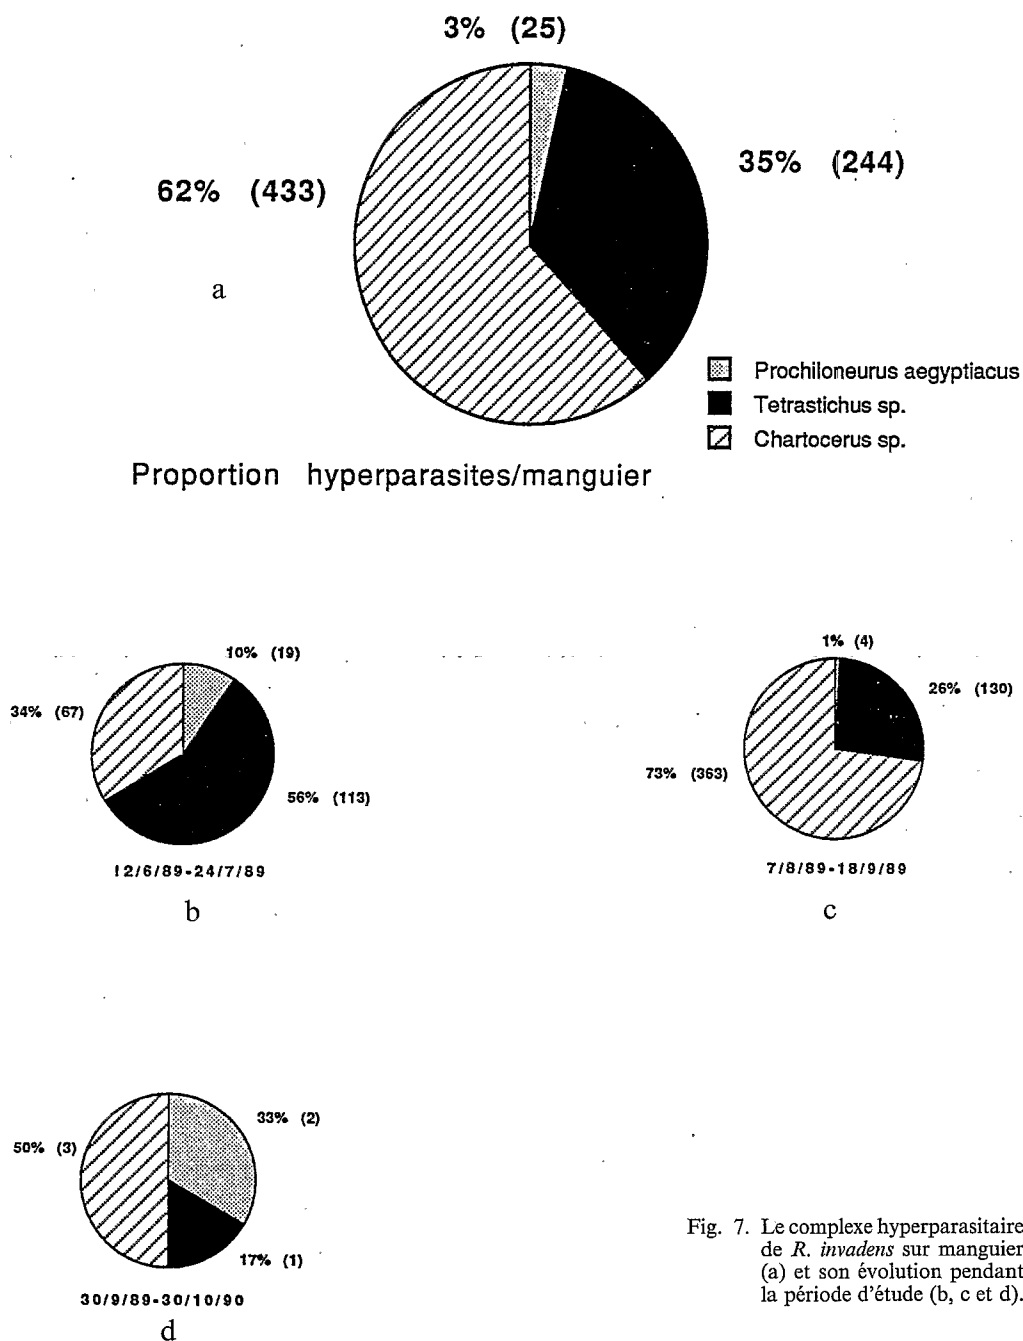 3% (25)
62% (433)
35% (244)
a
Prochiloneurus aegyptiacus
Tetrastichus sp.
Chartocerus sp.
Proportion hyperparasites/manguier
10% (19)
34% (67)
56% (113)
12/6/89-24/7/89
b
1% (4)
26% (130)
73% (363)
7/8/89-18/9/89
c
33% (2)
50% (3)
17% (1)
30/9/89-30/10/90
d
Fig. 7. Le complexe hyperparasitaire
de R. invadens sur manguier
(a) et son évolution pendant
la période d'étude (b, c et d).